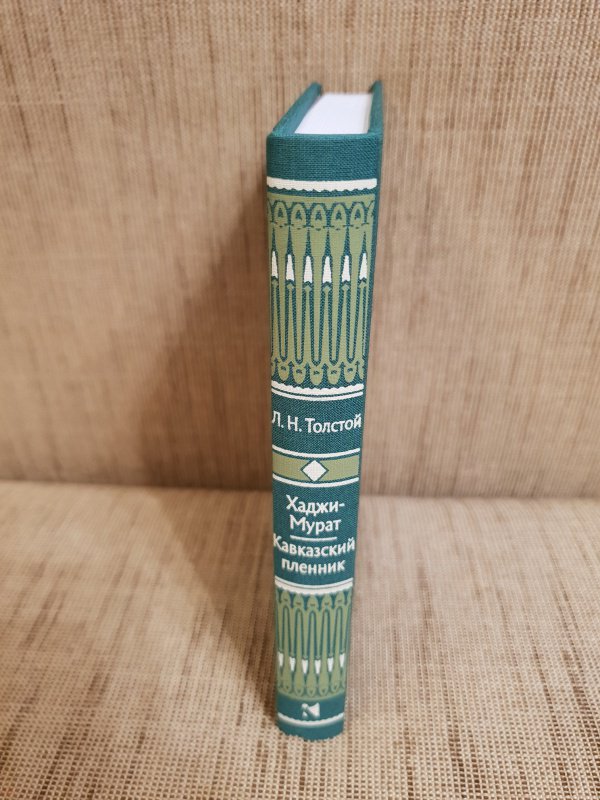 Л. Н. Толстой
Хаджи-
Мурат
Кавказский
пленник